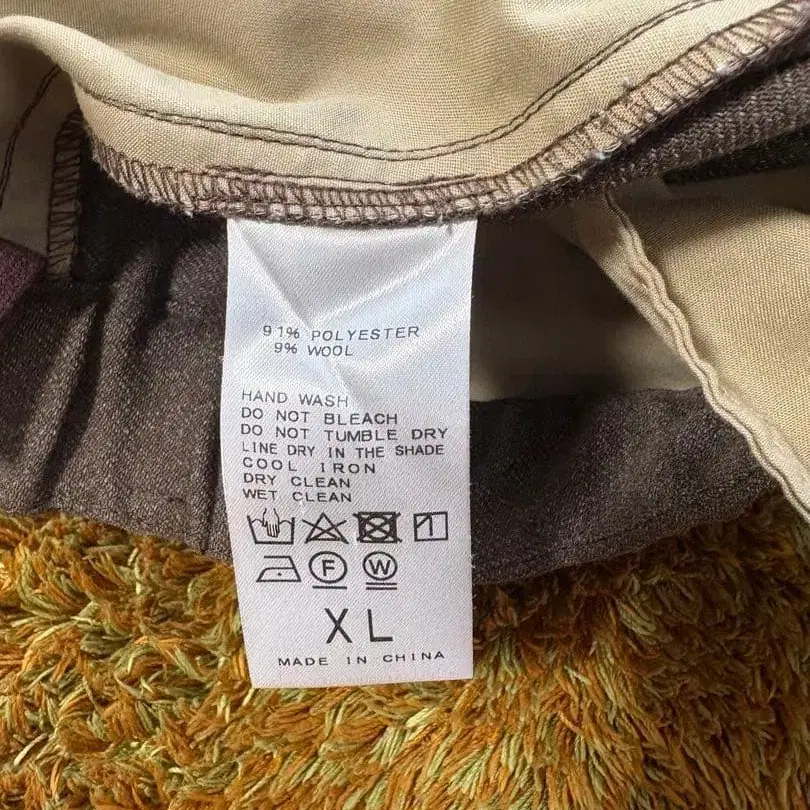 91% POLYESTER
9% WOOL
HAND WASH
DO NOT BLEACH
DO NOT TUMBLE DRY
LINE DRY IN THE SHADE
COOL IRON
DRY CLEAN
WET CLEAN
F W
XL
MADE IN CHINA